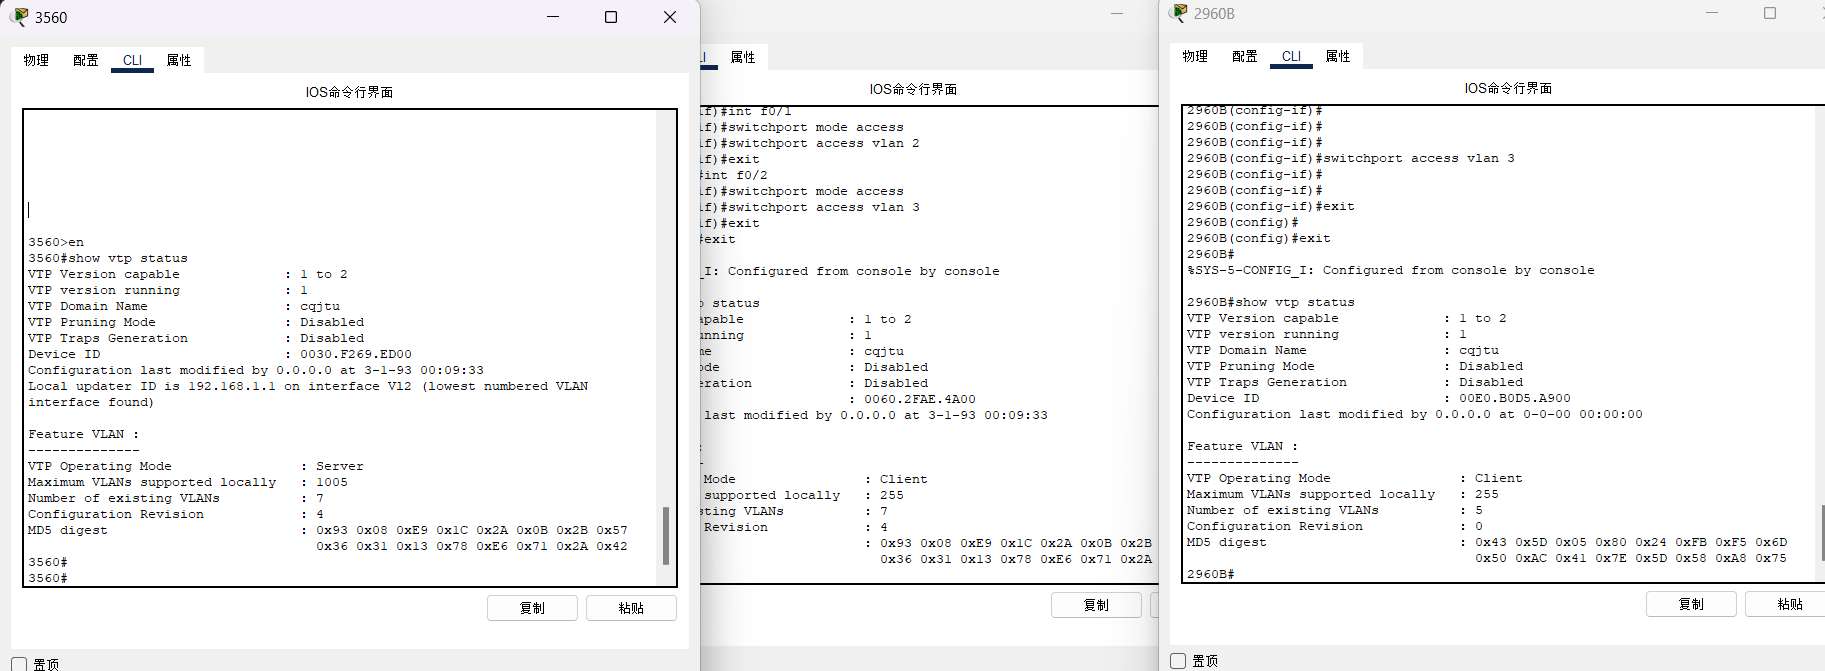 3560
物理 配置 CLI 属性
IOS命令行界面
3560>en
3560#show vtp status
VTP Version capable : 1 to 2
VTP version running : 1
VTP Domain Name : cqjtu
VTP Pruning Mode : Disabled
VTP Traps Generation : Disabled
Device ID : 0030.F269.ED00
Configuration last modified by 0.0.0.0 at 3-1-93 00:09:33
Local updater ID is 192.168.1.1 on interface Vl2 (lowest numbered VLAN
interface found)
Feature VLAN :
--------------
VTP Operating Mode : Server
Maximum VLANs supported locally : 1005
Number of existing VLANs : 7
Configuration Revision : 4
MD5 digest : 0x93 0x08 0xE9 0x1C 0x2A 0x0B 0x2B 0x57
0x36 0x31 0x13 0x78 0xE6 0x71 0x2A 0x42
3560#
3560#
复制 粘贴
置顶
LI 属性
IOS命令行界面
if)#int f0/1
if)#switchport mode access
if)#switchport access vlan 2
if)#exit
#int f0/2
if)#switchport mode access
if)#switchport access vlan 3
if)#exit
#exit
_I: Configured from console by console
p status
apable : 1 to 2
unning : 1
me : cqjtu
ode : Disabled
eration : Disabled
: 0060.2FAE.4A00
last modified by 0.0.0.0 at 3-1-93 00:09:33
:
-
Mode : Client
supported locally : 255
sting VLANs : 7
Revision : 4
: 0x93 0x08 0xE9 0x1C 0x2A 0x0B 0x2B
0x36 0x31 0x13 0x78 0xE6 0x71 0x2A
复制
2960B
物理 配置 CLI 属性
IOS命令行界面
2960B(config-if)#
2960B(config-if)#
2960B(config-if)#
2960B(config-if)#switchport access vlan 3
2960B(config-if)#
2960B(config-if)#
2960B(config-if)#exit
2960B(config)#
2960B(config)#exit
2960B#
%SYS-5-CONFIG_I: Configured from console by console
2960B#show vtp status
VTP Version capable : 1 to 2
VTP version running : 1
VTP Domain Name : cqjtu
VTP Pruning Mode : Disabled
VTP Traps Generation : Disabled
Device ID : 00E0.B0D5.A900
Configuration last modified by 0.0.0.0 at 0-0-00 00:00:00
Feature VLAN :
--------------
VTP Operating Mode : Client
Maximum VLANs supported locally : 255
Number of existing VLANs : 5
Configuration Revision : 0
MD5 digest : 0x43 0x5D 0x05 0x80 0x24 0xFB 0xF5 0x6D
0x50 0xAC 0x41 0x7E 0x5D 0x58 0xA8 0x75
2960B#
复制 粘贴
置顶